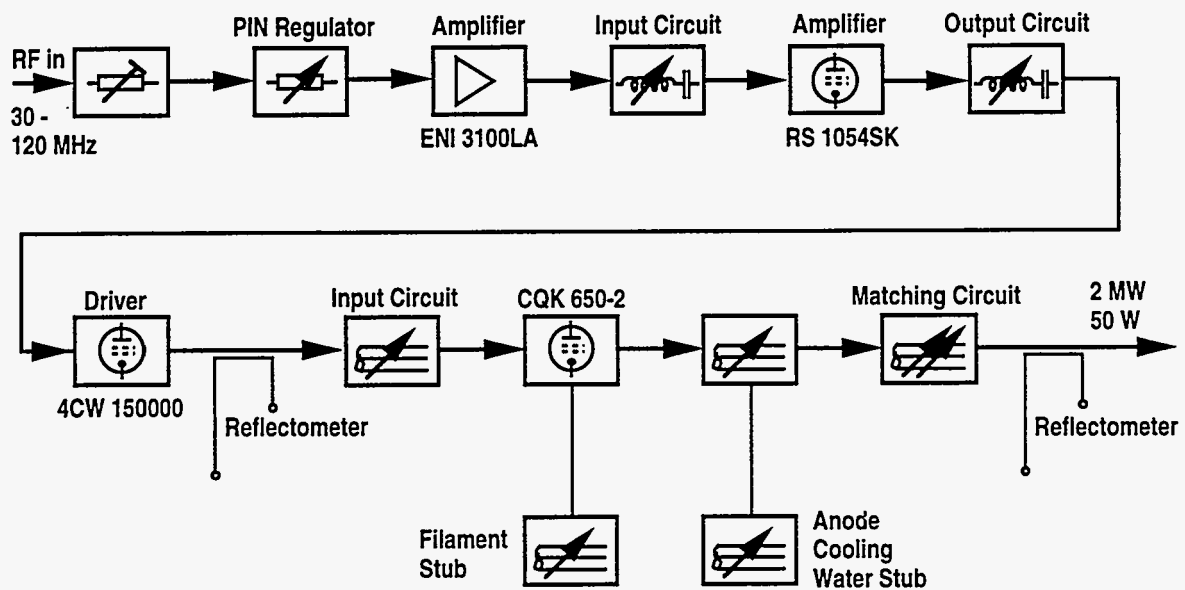 PIN Regulator
Amplifier
Input Circuit
Amplifier
Output Circuit
RF in
30 -
120 MHz
ENI 3100LA
RS 1054SK
Driver
Input Circuit
CQK 650-2
Matching Circuit
2 MW
50 W
4CW 150000
Reflectometer
Reflectometer
Filament
Stub
Anode
Cooling
Water Stub